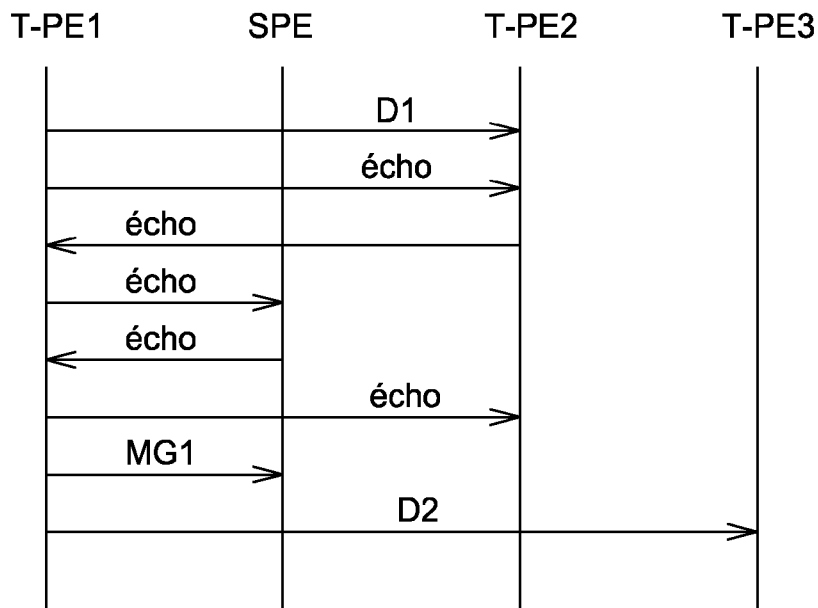 T-PE1 SPE T-PE2 T-PE3
D1
écho
écho
écho
écho
écho
MG1
D2